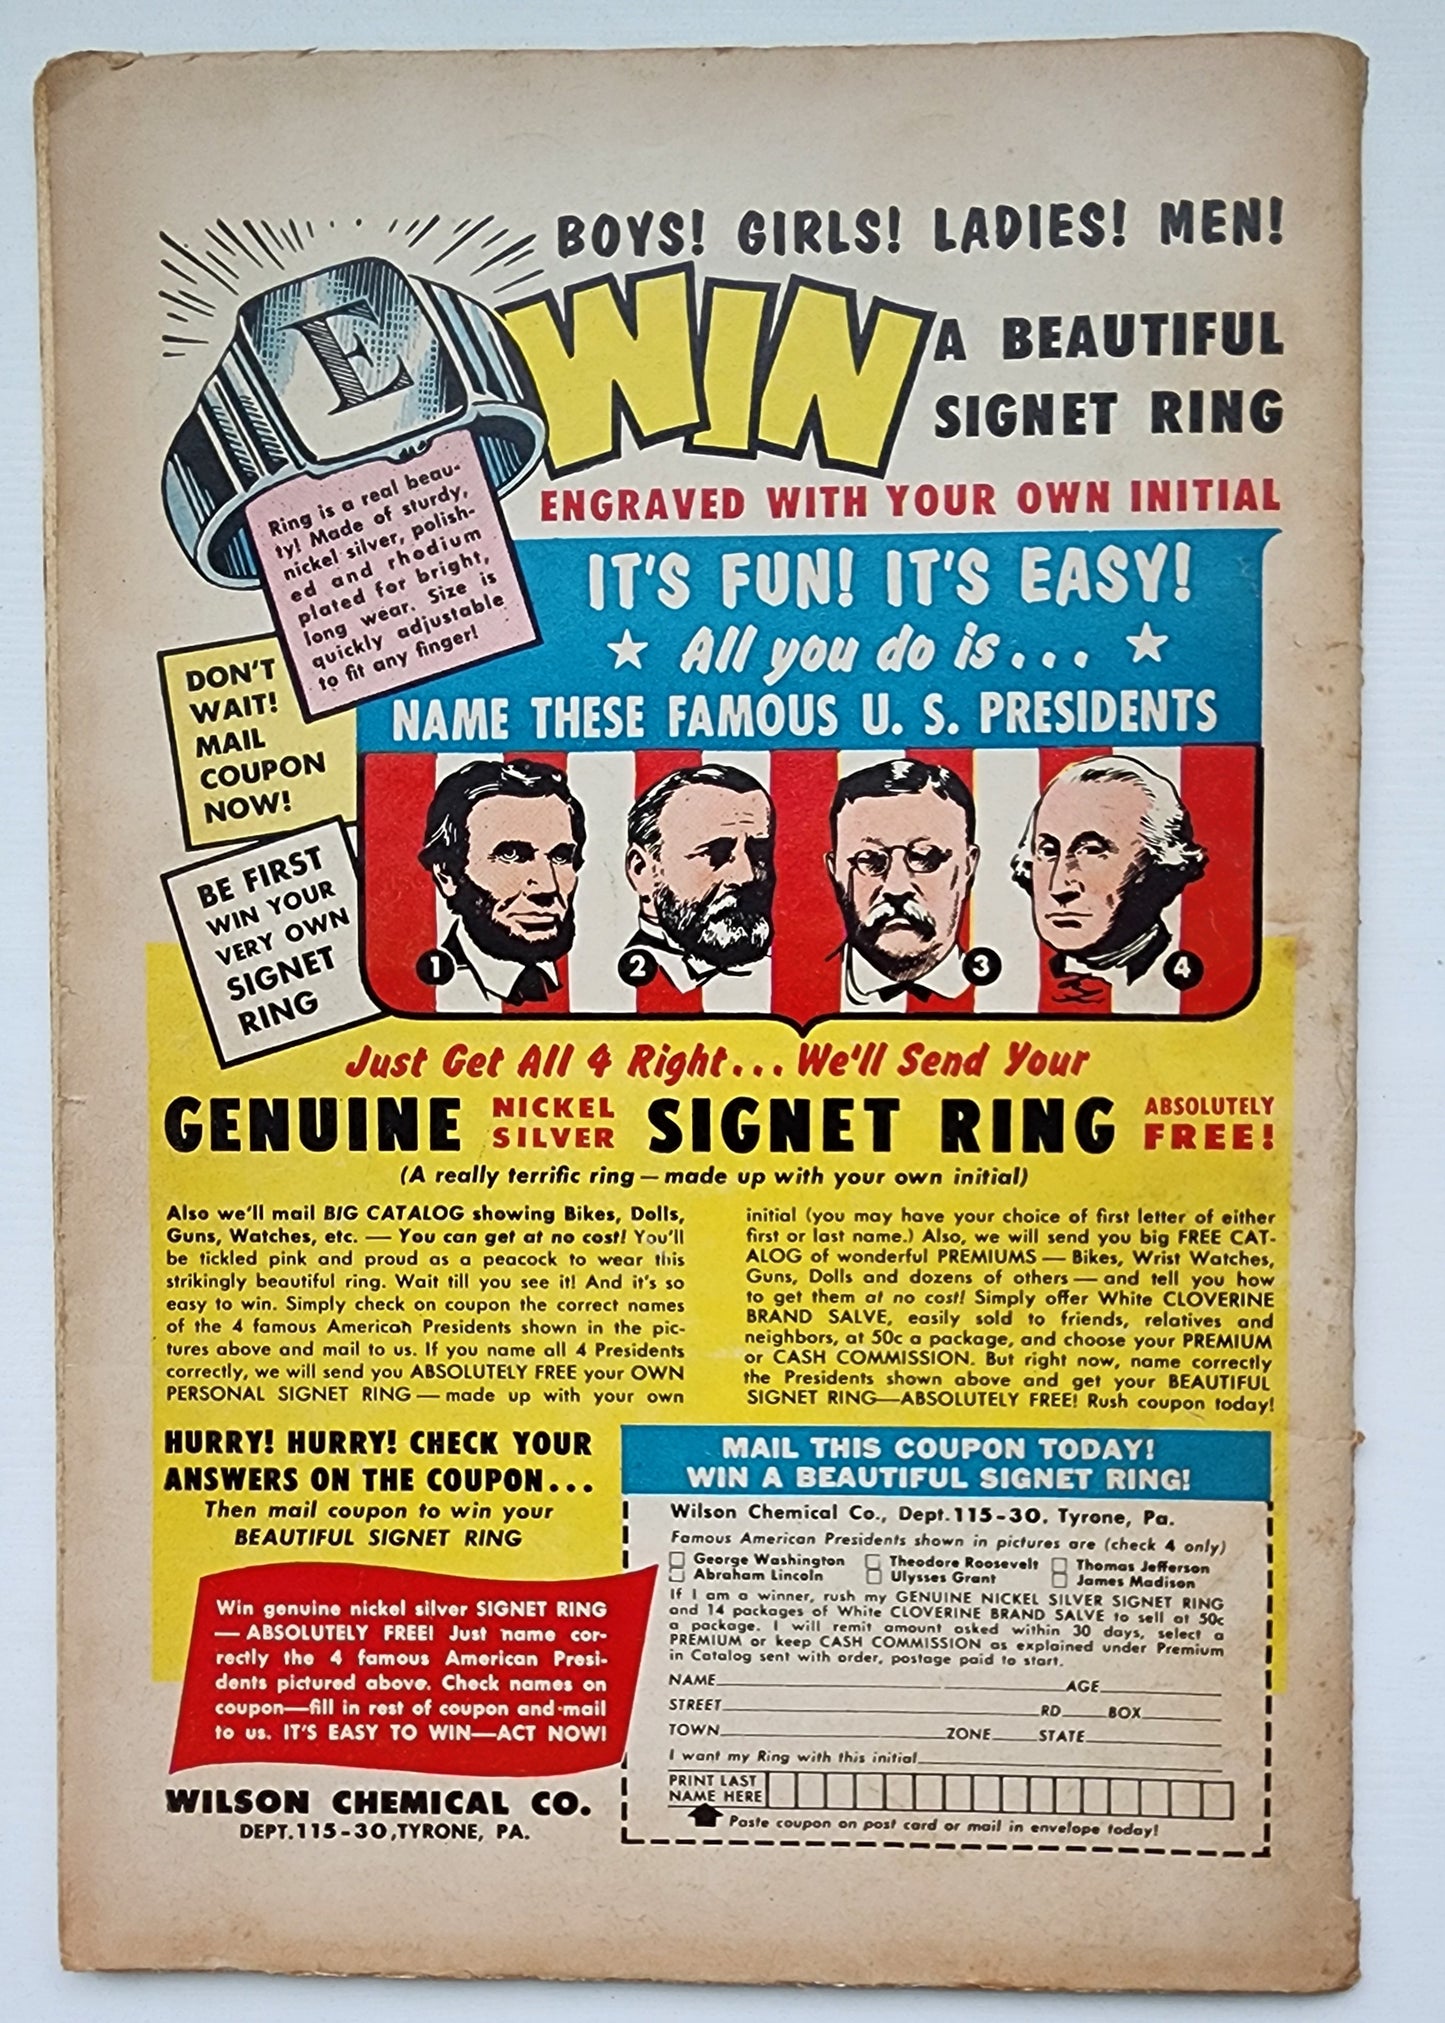 BOYS! GIRLS! LADIES! MEN!
WIN
A BEAUTIFUL
SIGNET RING
ENGRAVED WITH YOUR OWN INITIAL
E
Ring is a real beau-
ty! Made of sturdy,
nickel silver, polish-
ed and rhodium
plated for bright,
long wear. Size is
quickly adjustable
to fit any finger!
IT'S FUN! IT'S EASY!
All you do is...
NAME THESE FAMOUS U. S. PRESIDENTS
DON'T
WAIT!
MAIL
COUPON
NOW!
BE FIRST
WIN YOUR
VERY OWN
SIGNET
RING
1
2
3
4
Just Get All 4 Right... We'll Send Your
GENUINE NICKEL SILVER SIGNET RING ABSOLUTELY FREE!
(A really terrific ring — made up with your own initial)
Also we'll mail BIG CATALOG showing Bikes, Dolls,
Guns, Watches, etc. — You can get at no cost! You'll
be tickled pink and proud as a peacock to wear this
strikingly beautiful ring. Wait till you see it! And it's so
easy to win. Simply check on coupon the correct names
of the 4 famous American Presidents shown in the pic-
tures above and mail to us. If you name all 4 Presidents
correctly, we will send you ABSOLUTELY FREE your OWN
PERSONAL SIGNET RING — made up with your own
initial (you may have your choice of first letter of either
first or last name.) Also, we will send you big FREE CAT-
ALOG of wonderful PREMIUMS — Bikes, Wrist Watches,
Guns, Dolls and dozens of others — and tell you how
to get them at no cost! Simply offer White CLOVERINE
BRAND SALVE, easily sold to friends, relatives and
neighbors, at 50c a package, and choose your PREMIUM
or CASH COMMISSION. But right now, name correctly
the Presidents shown above and get your BEAUTIFUL
SIGNET RING—ABSOLUTELY FREE! Rush coupon today!
HURRY! HURRY! CHECK YOUR
ANSWERS ON THE COUPON...
Then mail coupon to win your
BEAUTIFUL SIGNET RING
Win genuine nickel silver SIGNET RING
— ABSOLUTELY FREE! Just name cor-
rectly the 4 famous American Presi-
dents pictured above. Check names on
coupon—fill in rest of coupon and mail
to us. IT'S EASY TO WIN—ACT NOW!
WILSON CHEMICAL CO.
DEPT.115-30,TYRONE, PA.
MAIL THIS COUPON TODAY!
WIN A BEAUTIFUL SIGNET RING!
Wilson Chemical Co., Dept.115-30, Tyrone, Pa.
Famous American Presidents shown in pictures are (check 4 only)
George Washington Theodore Roosevelt Thomas Jefferson
Abraham Lincoln Ulysses Grant James Madison
If I am a winner, rush my GENUINE NICKEL SILVER SIGNET RING
and 14 packages of White CLOVERINE BRAND SALVE to sell at 50c
a package. I will remit amount asked within 30 days, select a
PREMIUM or keep CASH COMMISSION as explained under Premium
in Catalog sent with order, postage paid to start.
NAME AGE
STREET RD BOX
TOWN ZONE STATE
I want my Ring with this initial
PRINT LAST
NAME HERE
Paste coupon on post card or mail in envelope today!